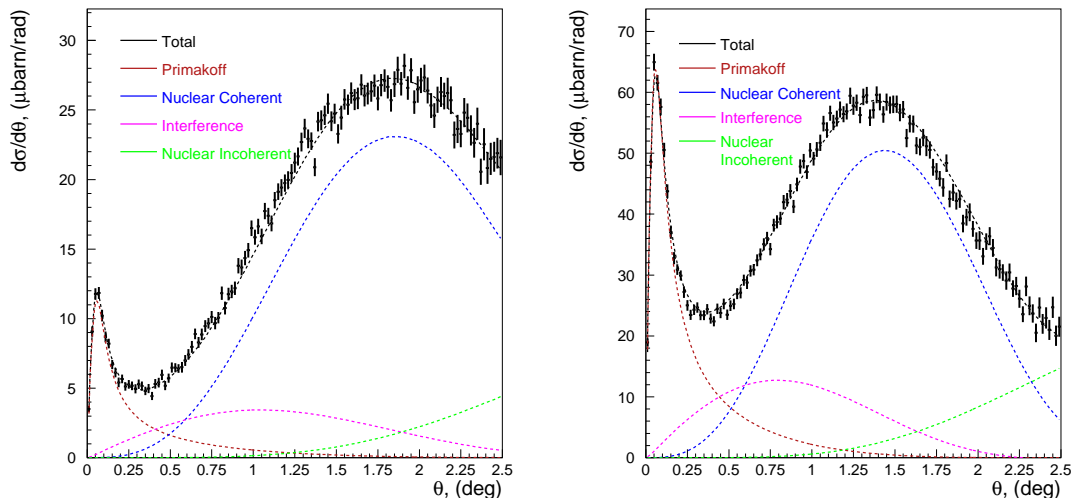 dσ/dθ, (μbarn/rad)
30
25
20
15
10
5
0
Total
Primakoff
Nuclear Coherent
Interference
Nuclear Incoherent
0 0.25 0.5 0.75 1 1.25 1.5 1.75 2 2.25 2.5
θ, (deg)
dσ/dθ, (μbarn/rad)
70
60
50
40
30
20
10
0
Total
Primakoff
Nuclear Coherent
Interference
Nuclear
Incoherent
0 0.25 0.5 0.75 1 1.25 1.5 1.75 2 2.25 2.5
θ, (deg)